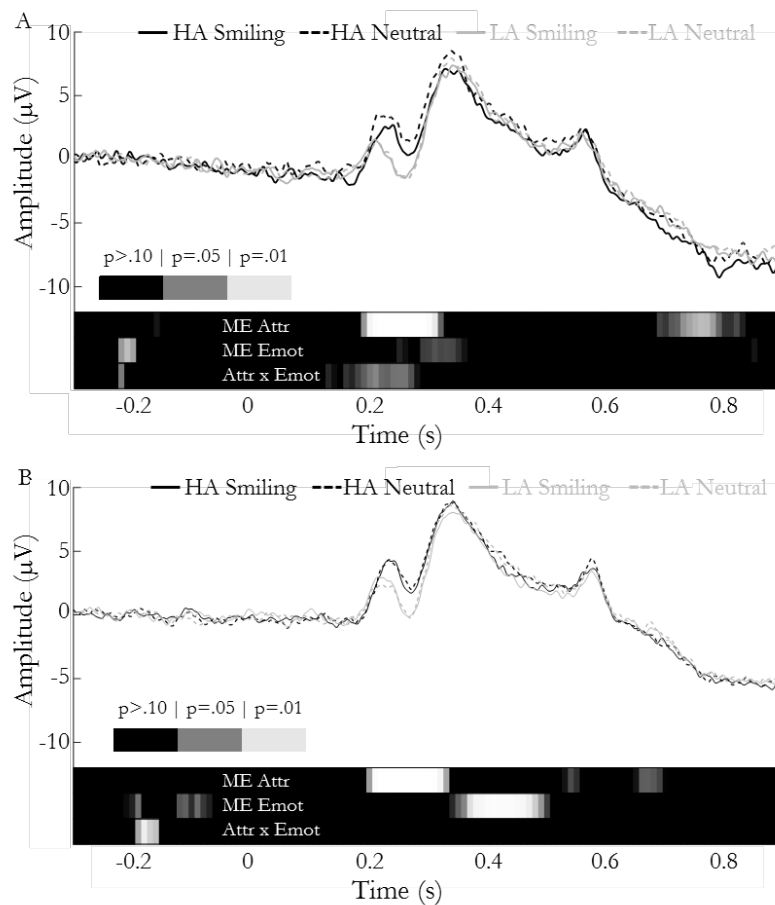 A
HA Smiling HA Neutral LA Smiling LA Neutral
10
5
0
-5
-10
Amplitude (µV)
p>.10 | p=.05 | p=.01
ME Attr
ME Emot
Attr x Emot
-0.2 0 0.2 0.4 0.6 0.8
Time (s)
B
HA Smiling HA Neutral LA Smiling LA Neutral
10
5
0
-5
-10
Amplitude (µV)
p>.10 | p=.05 | p=.01
ME Attr
ME Emot
Attr x Emot
-0.2 0 0.2 0.4 0.6 0.8
Time (s)